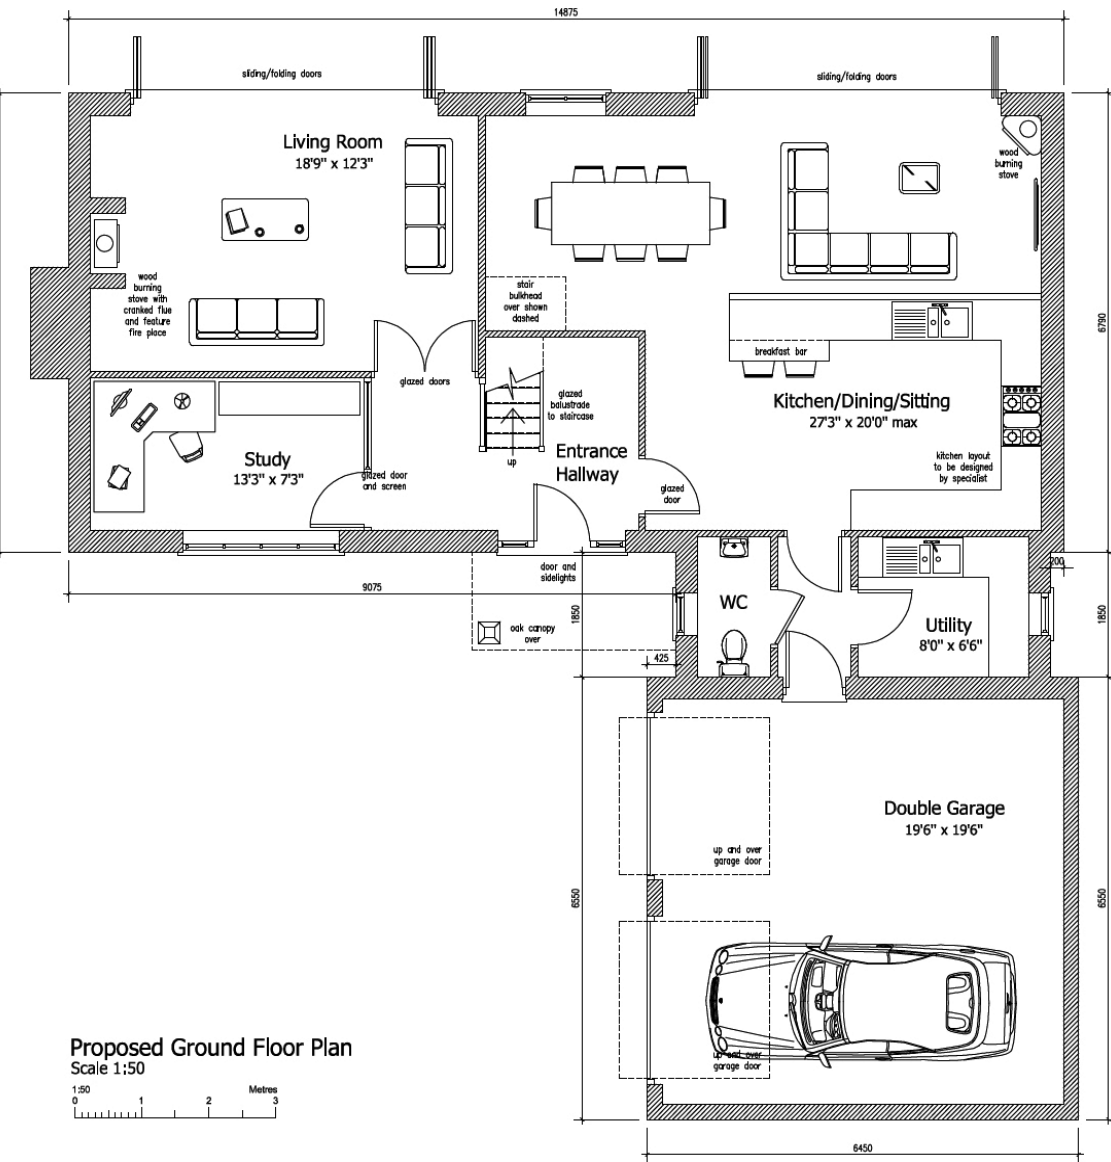 14875
sliding/folding doors
sliding/folding doors
Living Room
18'9" x 12'3"
wood
burning
stove
wood
burning
stove with
cranked flue
and feature
fire place
stair
bulkhead
over shown
dashed
6790
breakfast bar
glazed doors
glazed
balustrade
to staircase
Kitchen/Dining/Sitting
27'3" x 20'0" max
Study
13'3" x 7'3"
up
Entrance
Hallway
kitchen layout
to be designed
by specialist
glazed door
and screen
glazed
door
door and
sidelights
200
9075
1850
WC
oak canopy
over
Utility
8'0" x 6'6"
1850
425
Double Garage
19'6" x 19'6"
up and over
garage door
6550
6550
up and over
garage door
Proposed Ground Floor Plan
Scale 1:50
1:50 Metres
0 1 2 3
6450